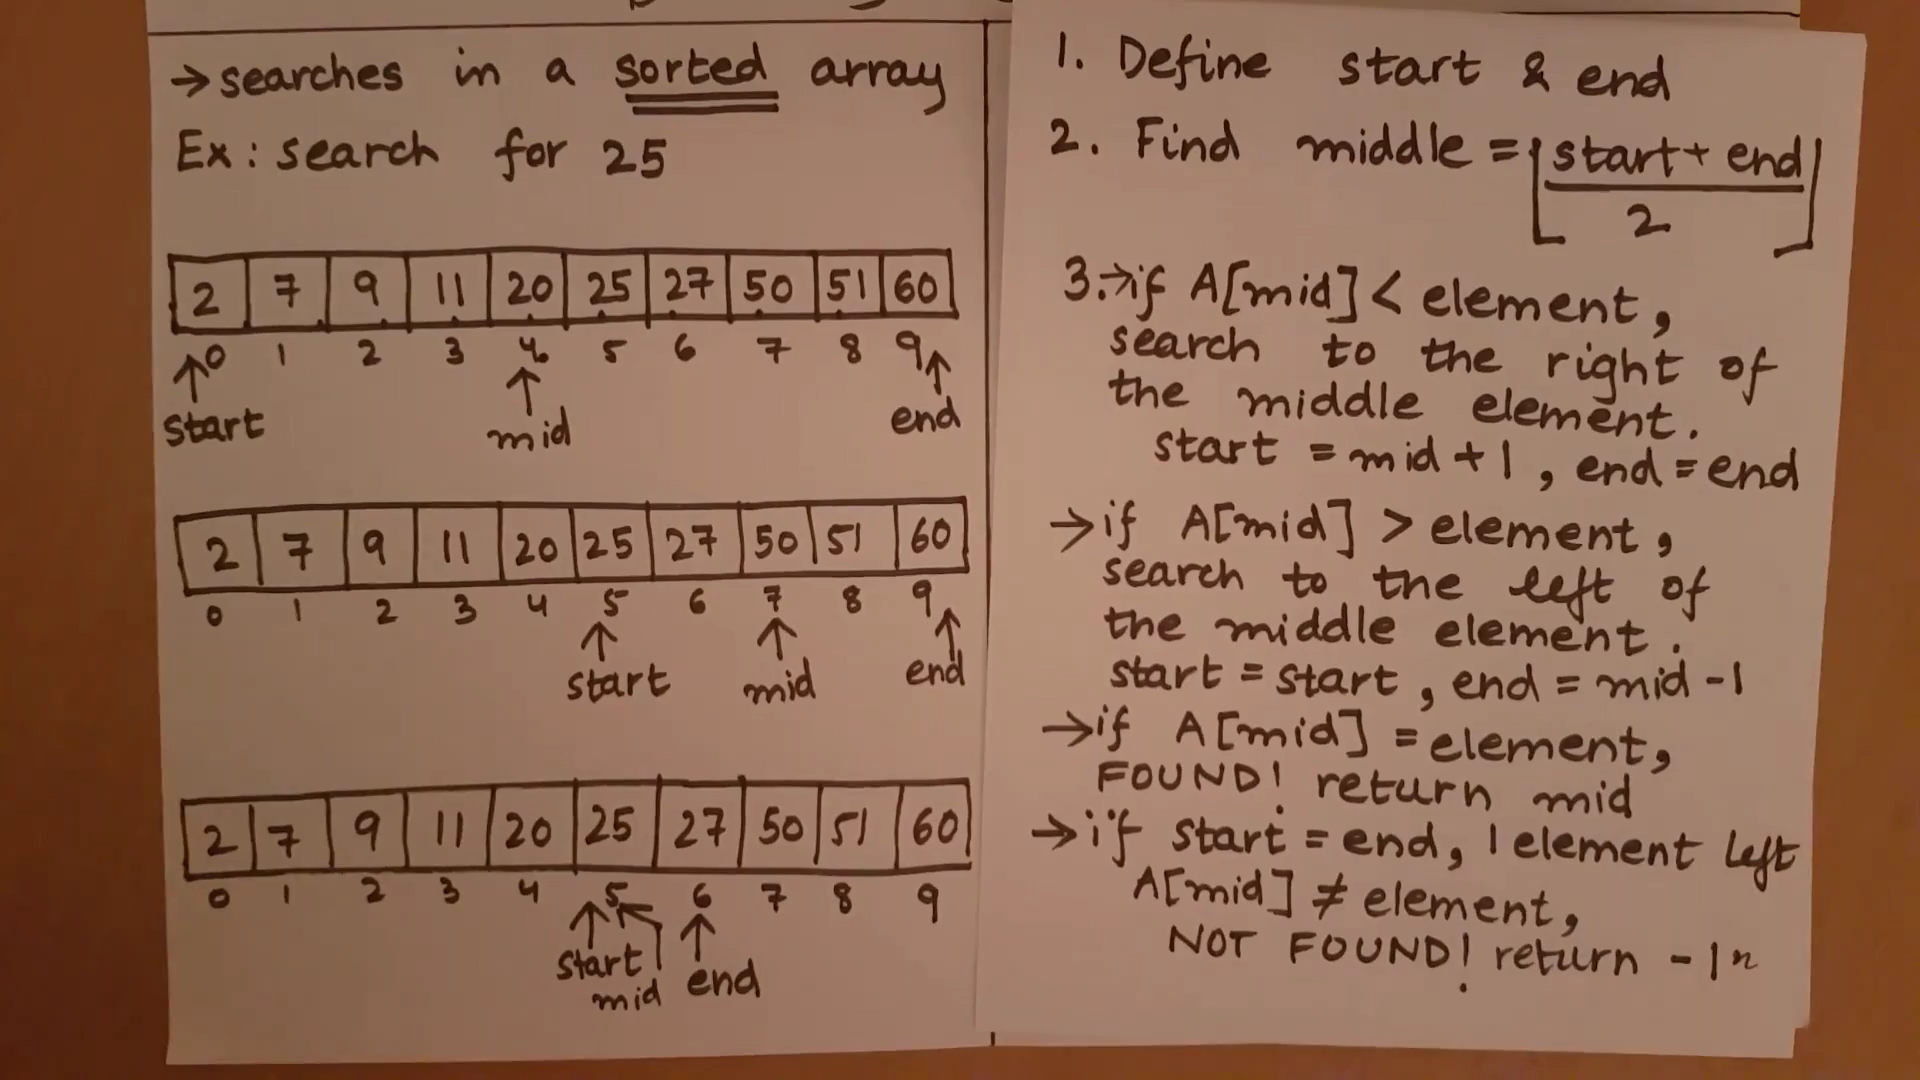 → searches in a sorted array
Ex: search for 25
2 7 9 11 20 25 27 50 51 60
0 1 2 3 4 5 6 7 8 9
start mid end
2 7 9 11 20 25 27 50 51 60
0 1 2 3 4 5 6 7 8 9
start mid end
2 7 9 11 20 25 27 50 51 60
0 1 2 3 4 5 6 7 8 9
start end
mid
1. Define start & end
2. Find middle = ⌊start + end
2⌋
3.→ if A[mid] < element,
search to the right of
the middle element.
start = mid + 1, end = end
→ if A[mid] > element,
search to the left of
the middle element.
start = start, end = mid - 1
→ if A[mid] = element,
FOUND! return mid
→ if start = end, 1 element left
A[mid] ≠ element,
NOT FOUND! return -1